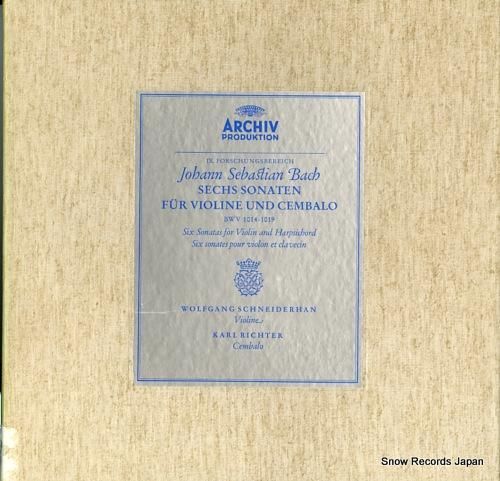 ARCHIV
PRODUKTION
IX. FORSCHUNGSBEREICH
Johann Sebastian Bach
SECHS SONATEN
FÜR VIOLINE UND CEMBALO
BWV 1014-1019
Six Sonatas for Violin and Harpsichord
Six sonates pour violon et clavecin
WOLFGANG SCHNEIDERHAN
Violine
KARL RICHTER
Cembalo
Snow Records Japan